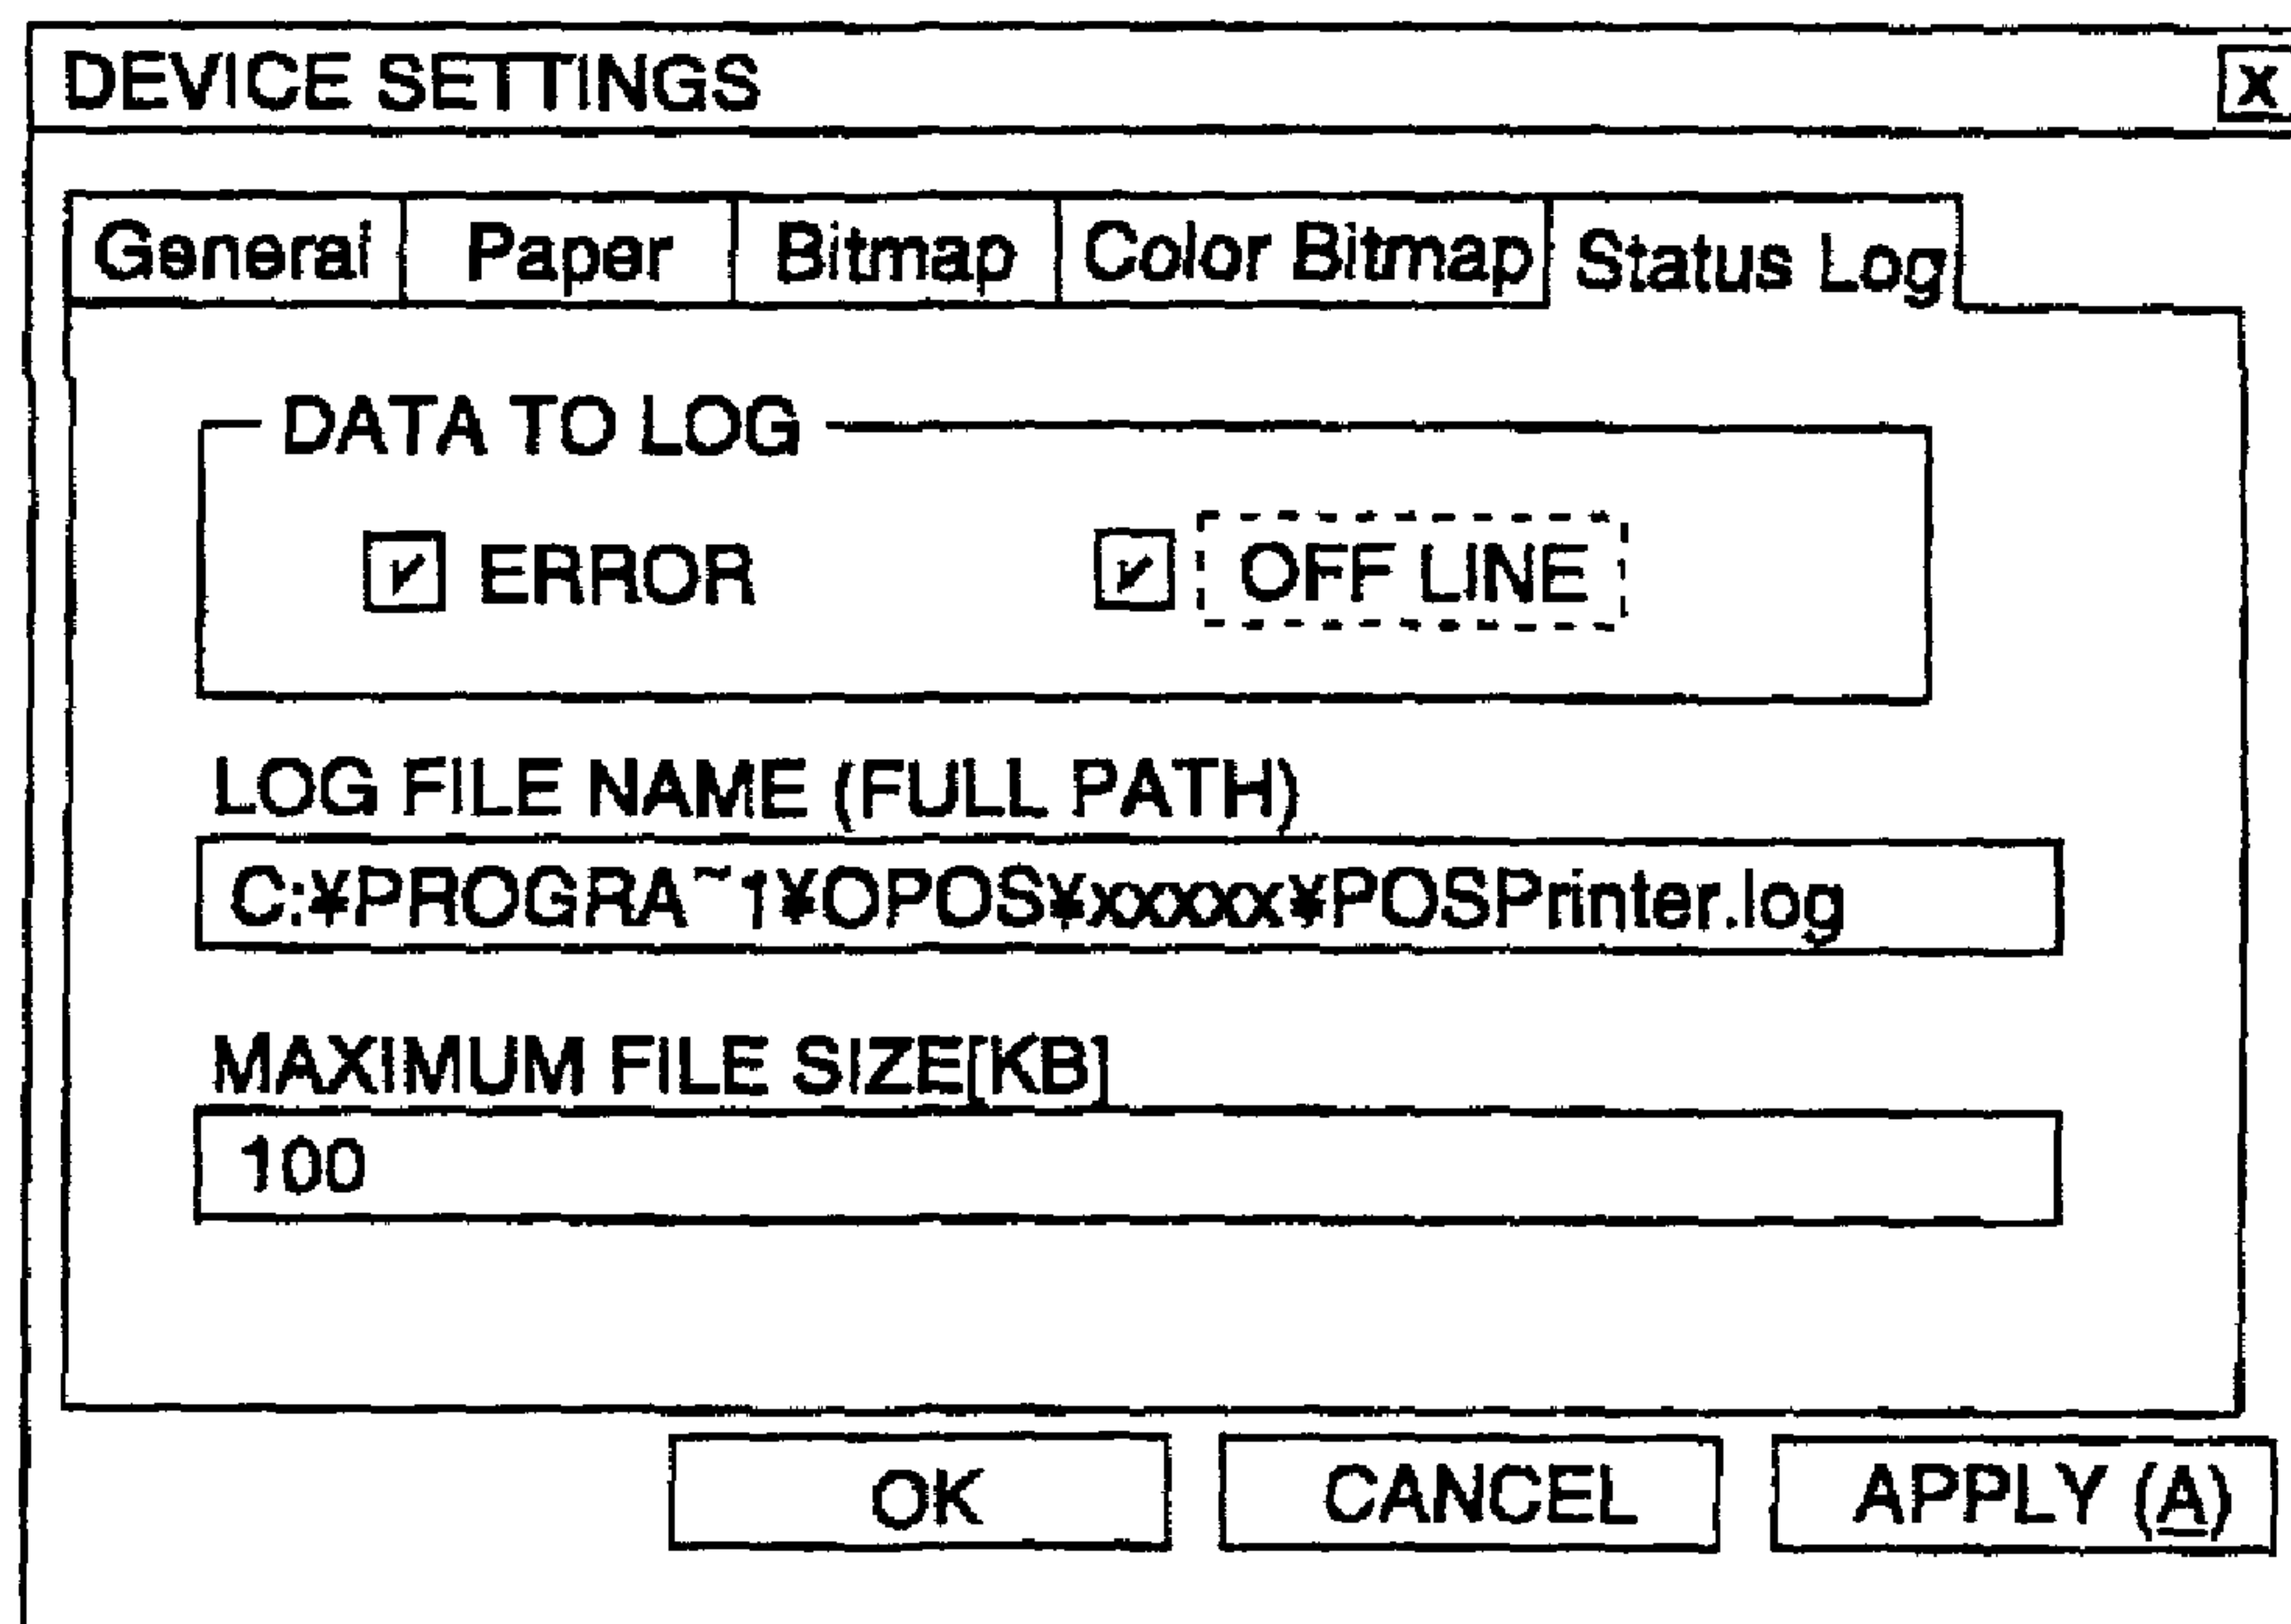 DEVICE SETTINGS X
General Paper Bitmap Color Bitmap Status Log
DATA TO LOG
ERROR OFF LINE
LOG FILE NAME (FULL PATH)
C:¥PROGRA~1¥OPOS¥xxxxx¥POSPrinter.log
MAXIMUM FILE SIZE[KB]
100
OK CANCEL APPLY (A)